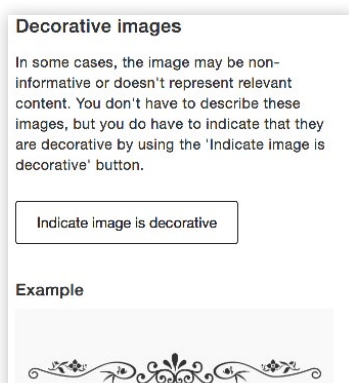 Decorative images
In some cases, the image may be non-
informative or doesn't represent relevant
content. You don't have to describe these
images, but you do have to indicate that they
are decorative by using the 'Indicate image is
decorative' button.
Indicate image is decorative
Example